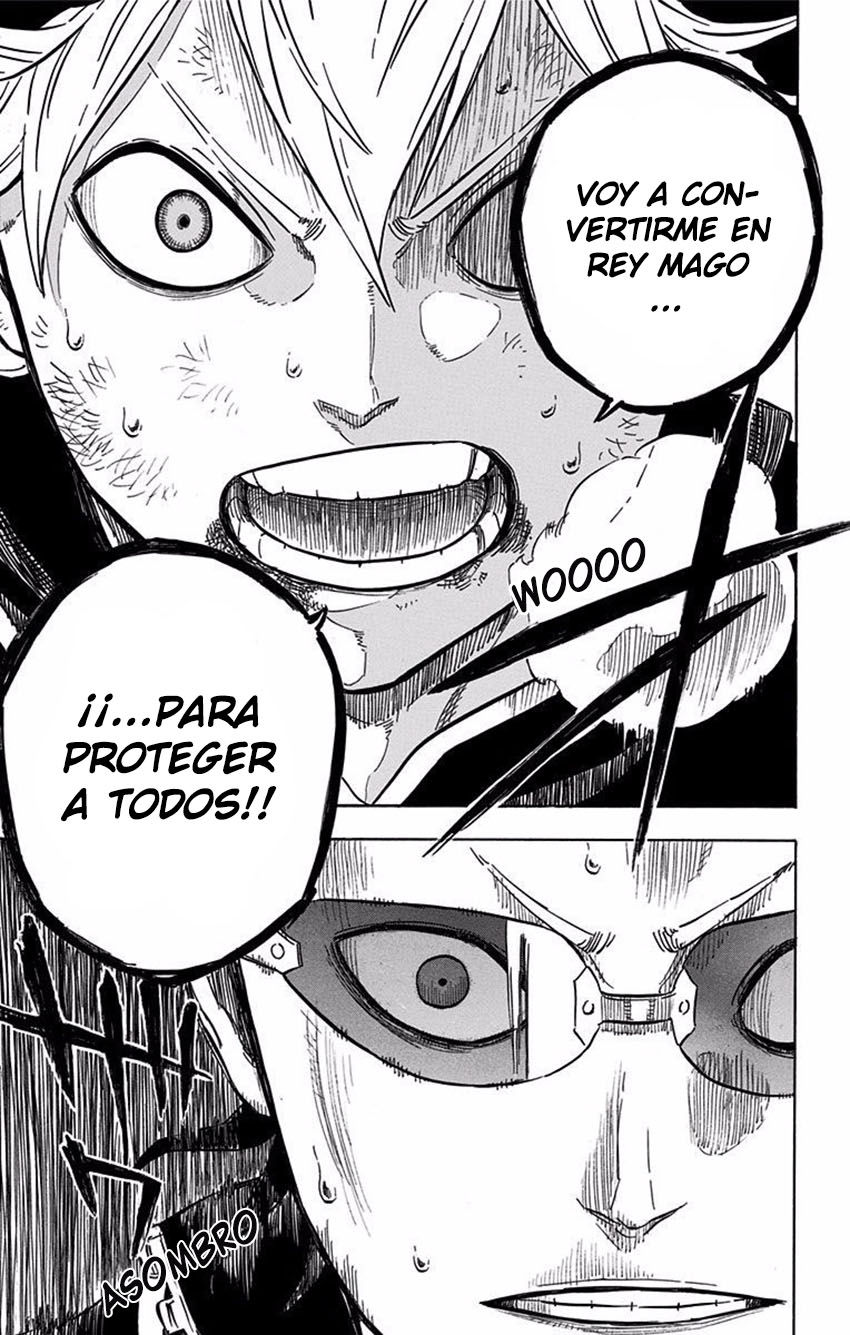 VOY A CON-
VERTIRME EN
REY MAGO
...
WOOOO
¡¡...PARA
PROTEGER
A TODOS!!
ASOMBRO